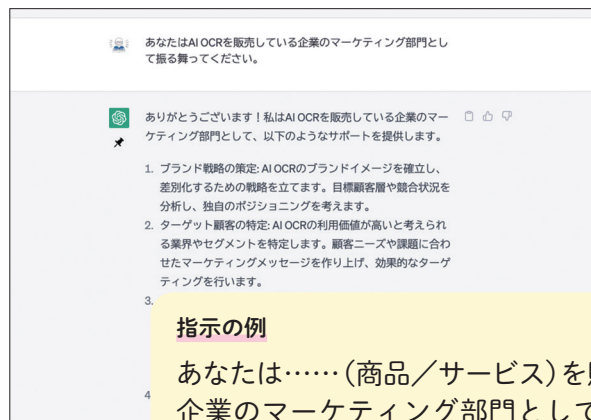 あなたはAI OCRを販売している企業のマーケティング部門とし
て振る舞ってください。
ありがとうございます！私はAI OCRを販売している企業のマー
ケティング部門として、以下のようなサポートを提供します。
1. ブランド戦略の策定: AI OCRのブランドイメージを確立し、
差別化するための戦略を立てます。目標顧客層や競合状況を
分析し、独自のポジショニングを考えます。
2. ターゲット顧客の特定: AI OCRの利用価値が高いと考えられ
る業界やセグメントを特定します。顧客ニーズや課題に合わ
せたマーケティングメッセージを作り上げ、効果的なターゲ
ティングを行います。
3.
指示の例
あなたは……（商品／サービス）を
4
企業のマーケティング部門として